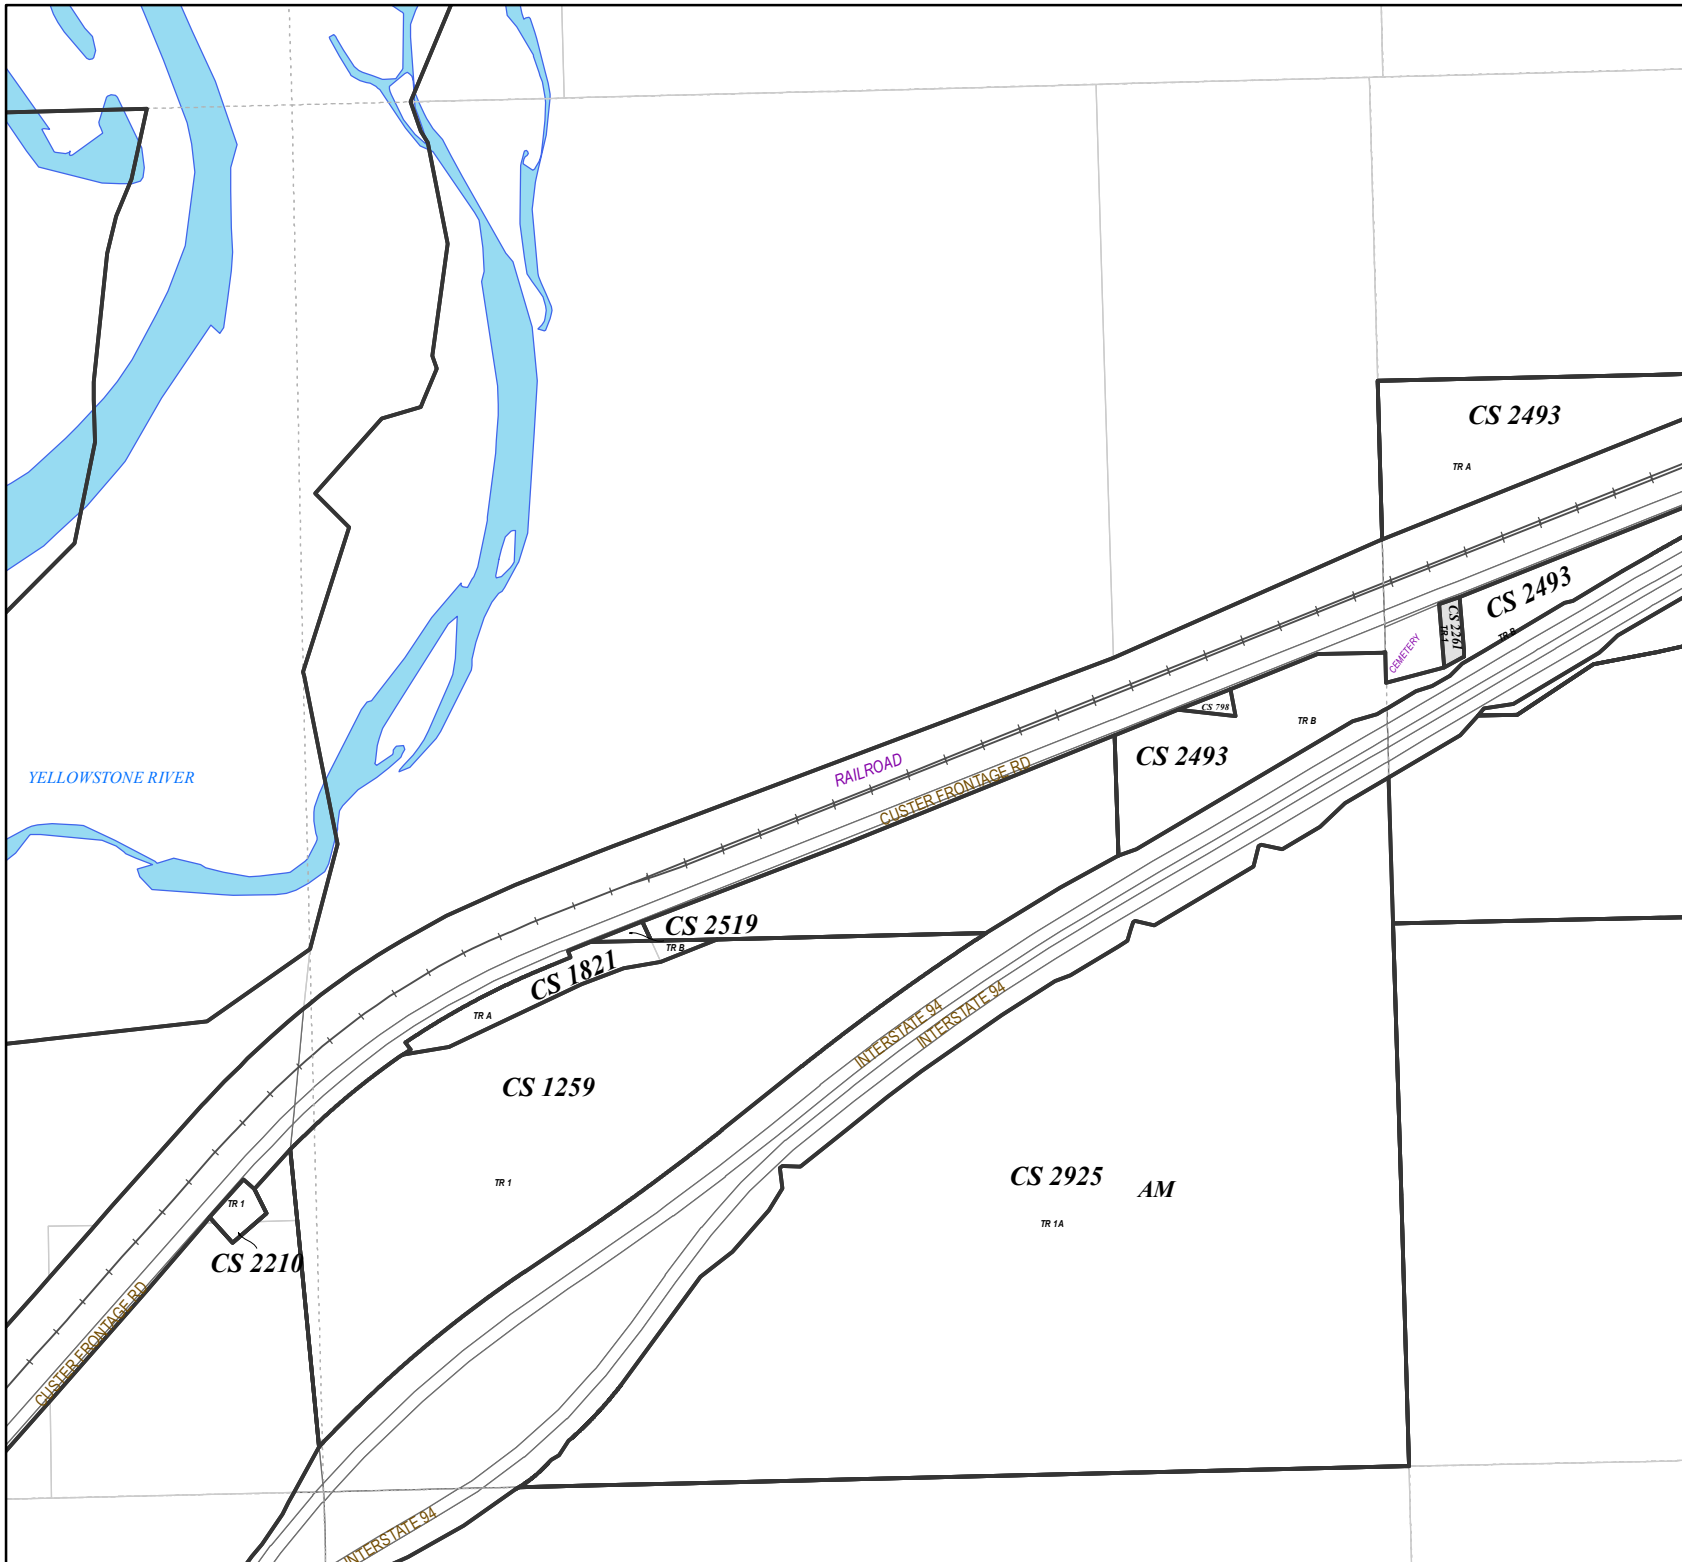 CS 2493
TR A
CS 2493
CS 2261
TR 1
TR B
CEMETERY
CS 798
TR B
CS 2493
RAILROAD
YELLOWSTONE RIVER
CUSTER FRONTAGE RD
CS 2519
TR B
CS 1821
TR A
INTERSTATE 94
INTERSTATE 94
CS 1259
TR 1
CS 2925 AM
TR 1A
TR 1
CS 2210
CUSTER FRONTAGE RD
INTERSTATE 94